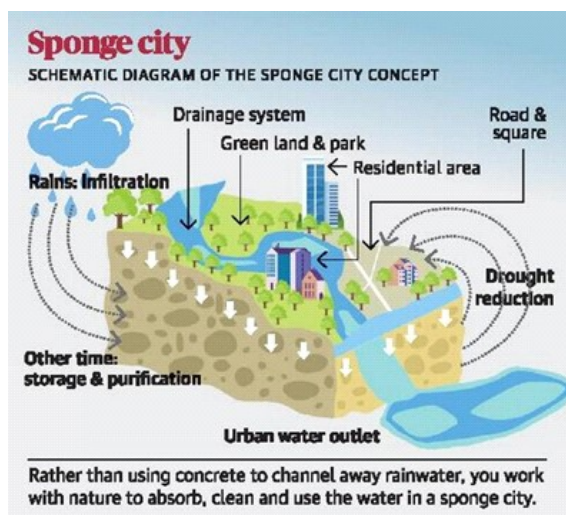 Sponge city
SCHEMATIC DIAGRAM OF THE SPONGE CITY CONCEPT
Drainage system
Green land & park
Residential area
Road &
square
Rains: Infiltration
Drought
reduction
Other time:
storage & purification
Urban water outlet
Rather than using concrete to channel away rainwater, you work
with nature to absorb, clean and use the water in a sponge city.